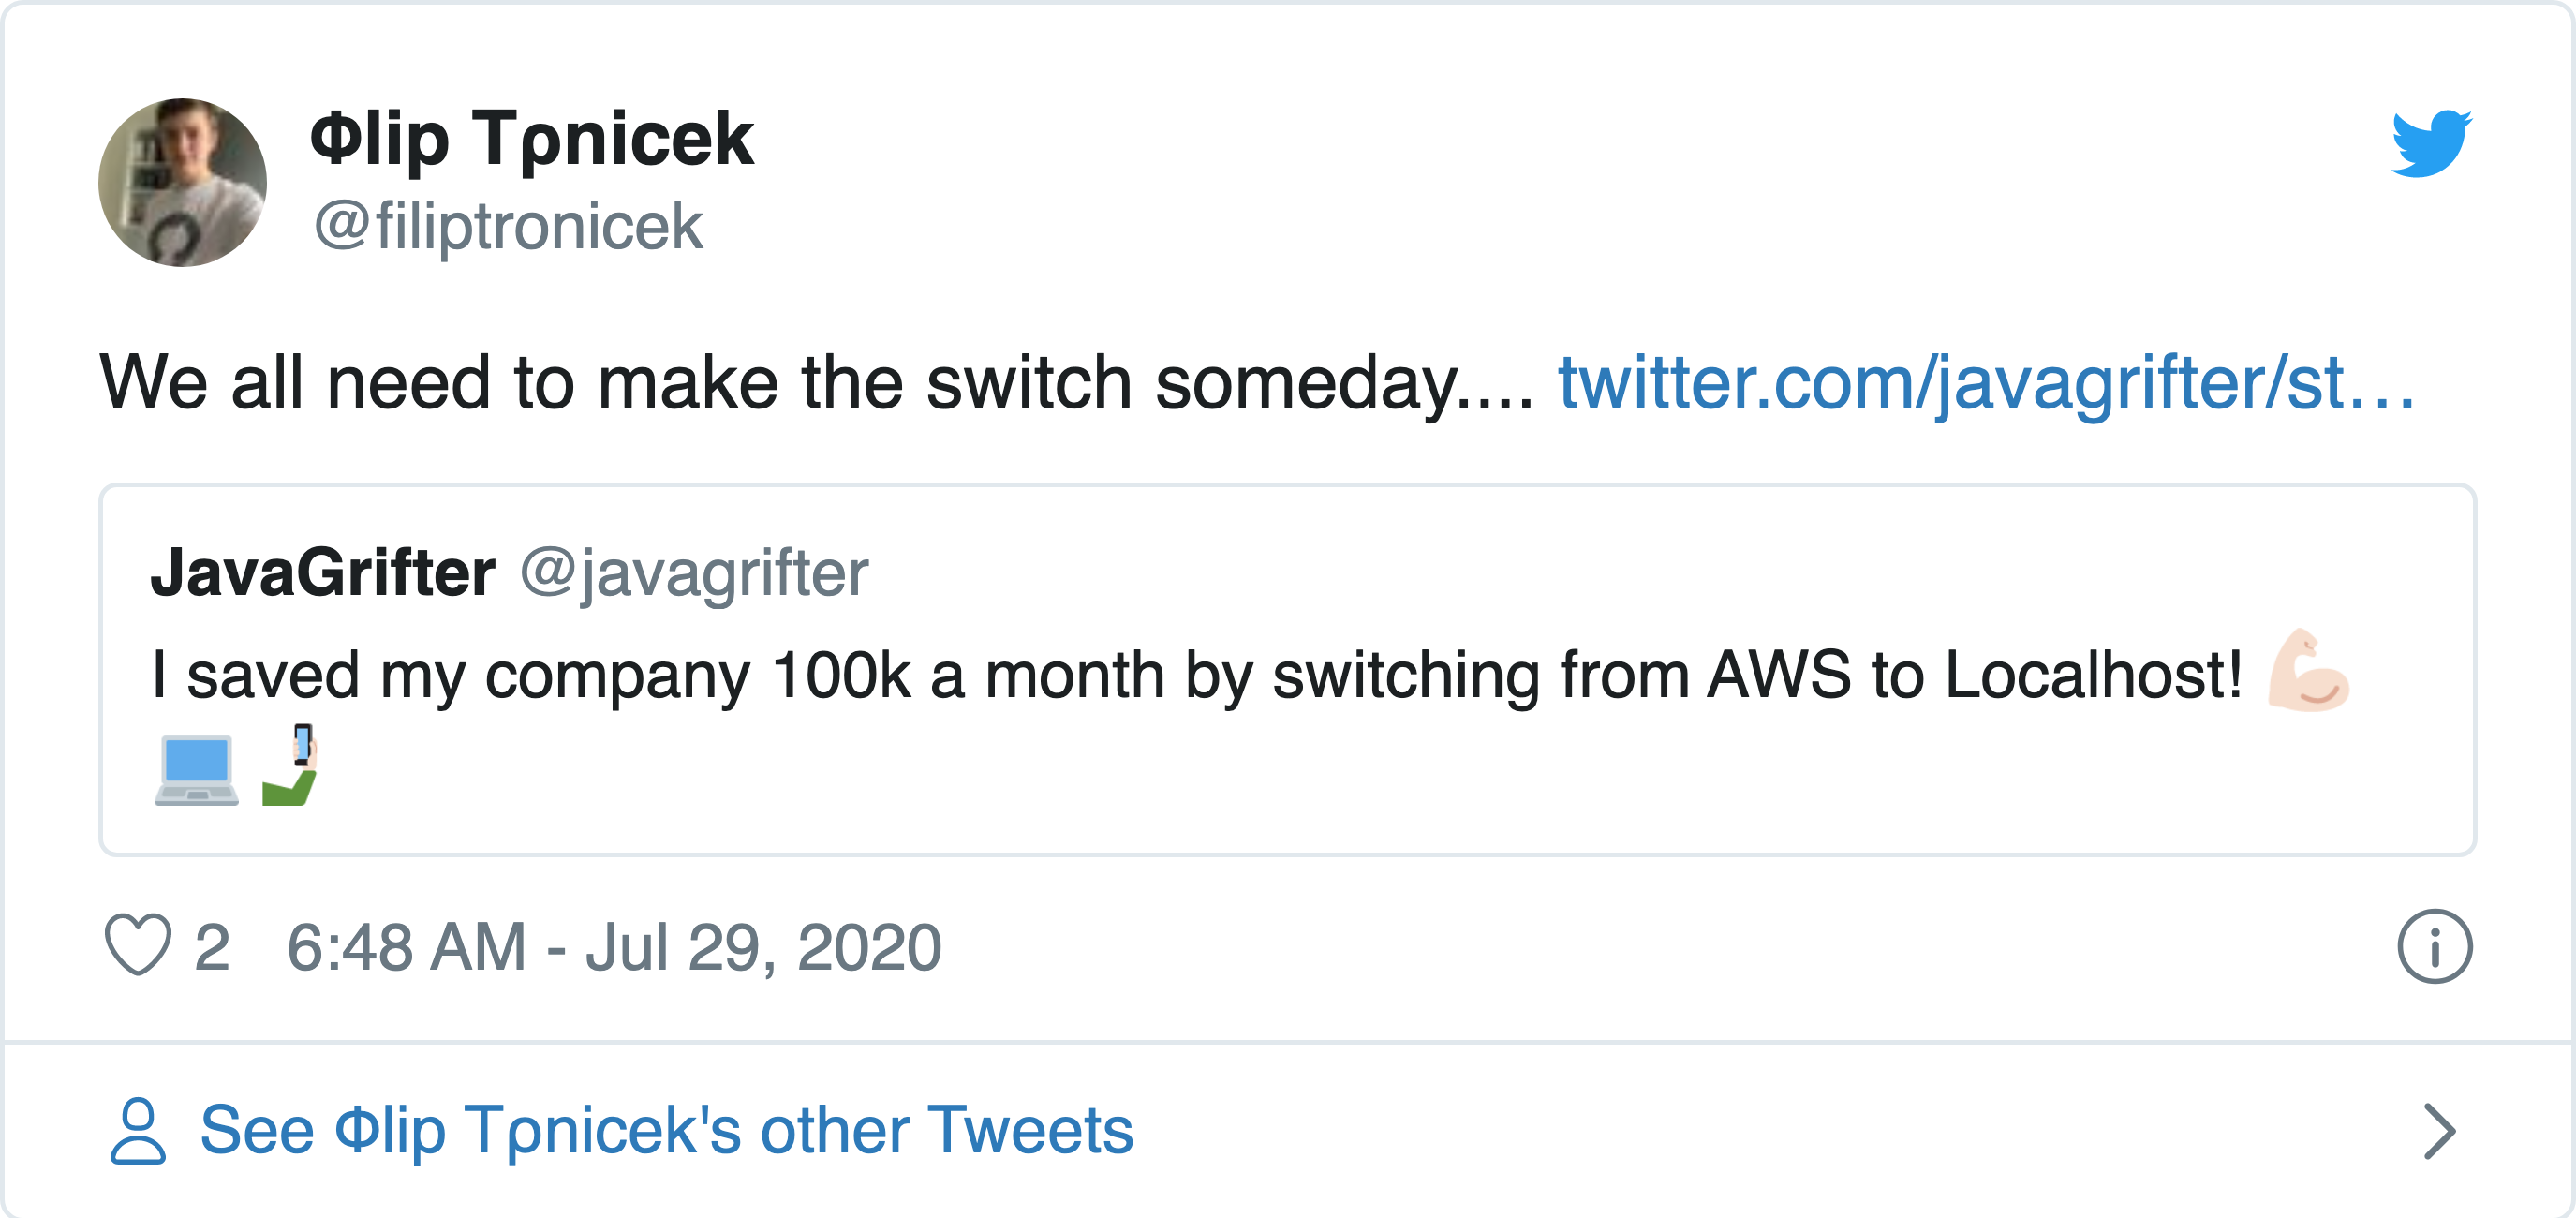 Φlip Tρnicek
@filiptronicek
We all need to make the switch someday.... twitter.com/javagrifter/st…
JavaGrifter @javagrifter
I saved my company 100k a month by switching from AWS to Localhost! 💪🏻
💻 🤳🏻
2 6:48 AM - Jul 29, 2020
See Φlip Tρnicek's other Tweets